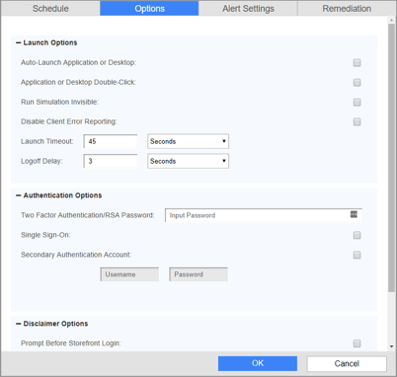 Schedule Options Alert Settings Remediation
Launch Options
Auto-Launch Application or Desktop:
Application or Desktop Double-Click:
Run Simulation Invisible:
Disable Client Error Reporting:
Launch Timeout: 45 Seconds
Logoff Delay: 3 Seconds
Authentication Options
Two Factor Authentication/RSA Password: Input Password
Single Sign-On:
Secondary Authentication Account:
Username Password
Disclaimer Options
Prompt Before Storefront Login:
OK Cancel